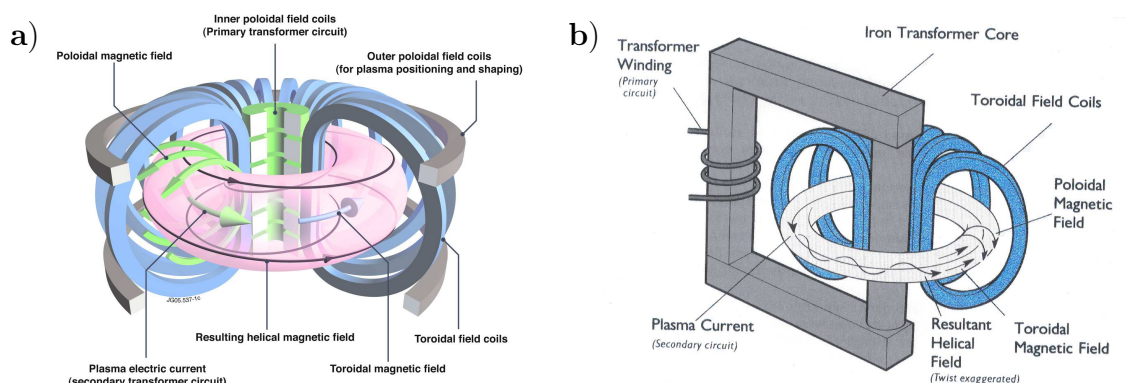 a)
Inner poloidal field coils
(Primary transformer circuit)
Poloidal magnetic field
Outer poloidal field coils
(for plasma positioning and shaping)
JG05.537-1c
Resulting helical magnetic field
Toroidal field coils
Plasma electric current
(secondary transformer circuit)
Toroidal magnetic field
b)
Iron Transformer Core
Transformer
Winding
(Primary
circuit)
Toroidal Field Coils
Poloidal
Magnetic
Field
Plasma Current
(Secondary circuit)
Resultant
Helical
Field
(Twist exaggerated)
Toroidal
Magnetic Field